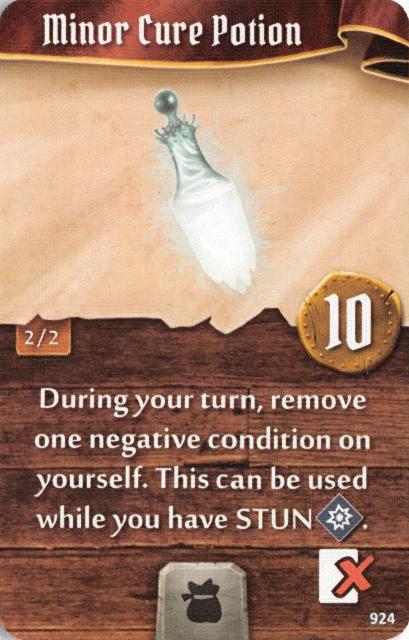 Minor Cure Potion
10
2/2
During your turn, remove
one negative condition on
yourself. This can be used
while you have STUN.
924